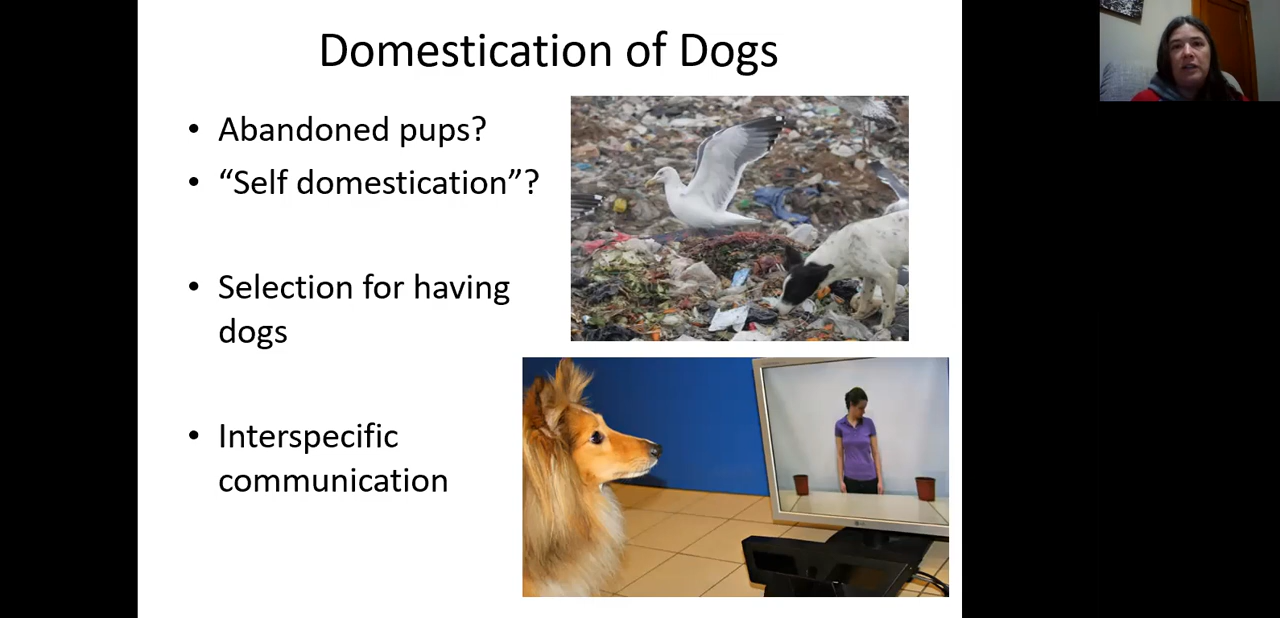 Domestication of Dogs
• Abandoned pups?
• “Self domestication”?
• Selection for having
dogs
• Interspecific
communication